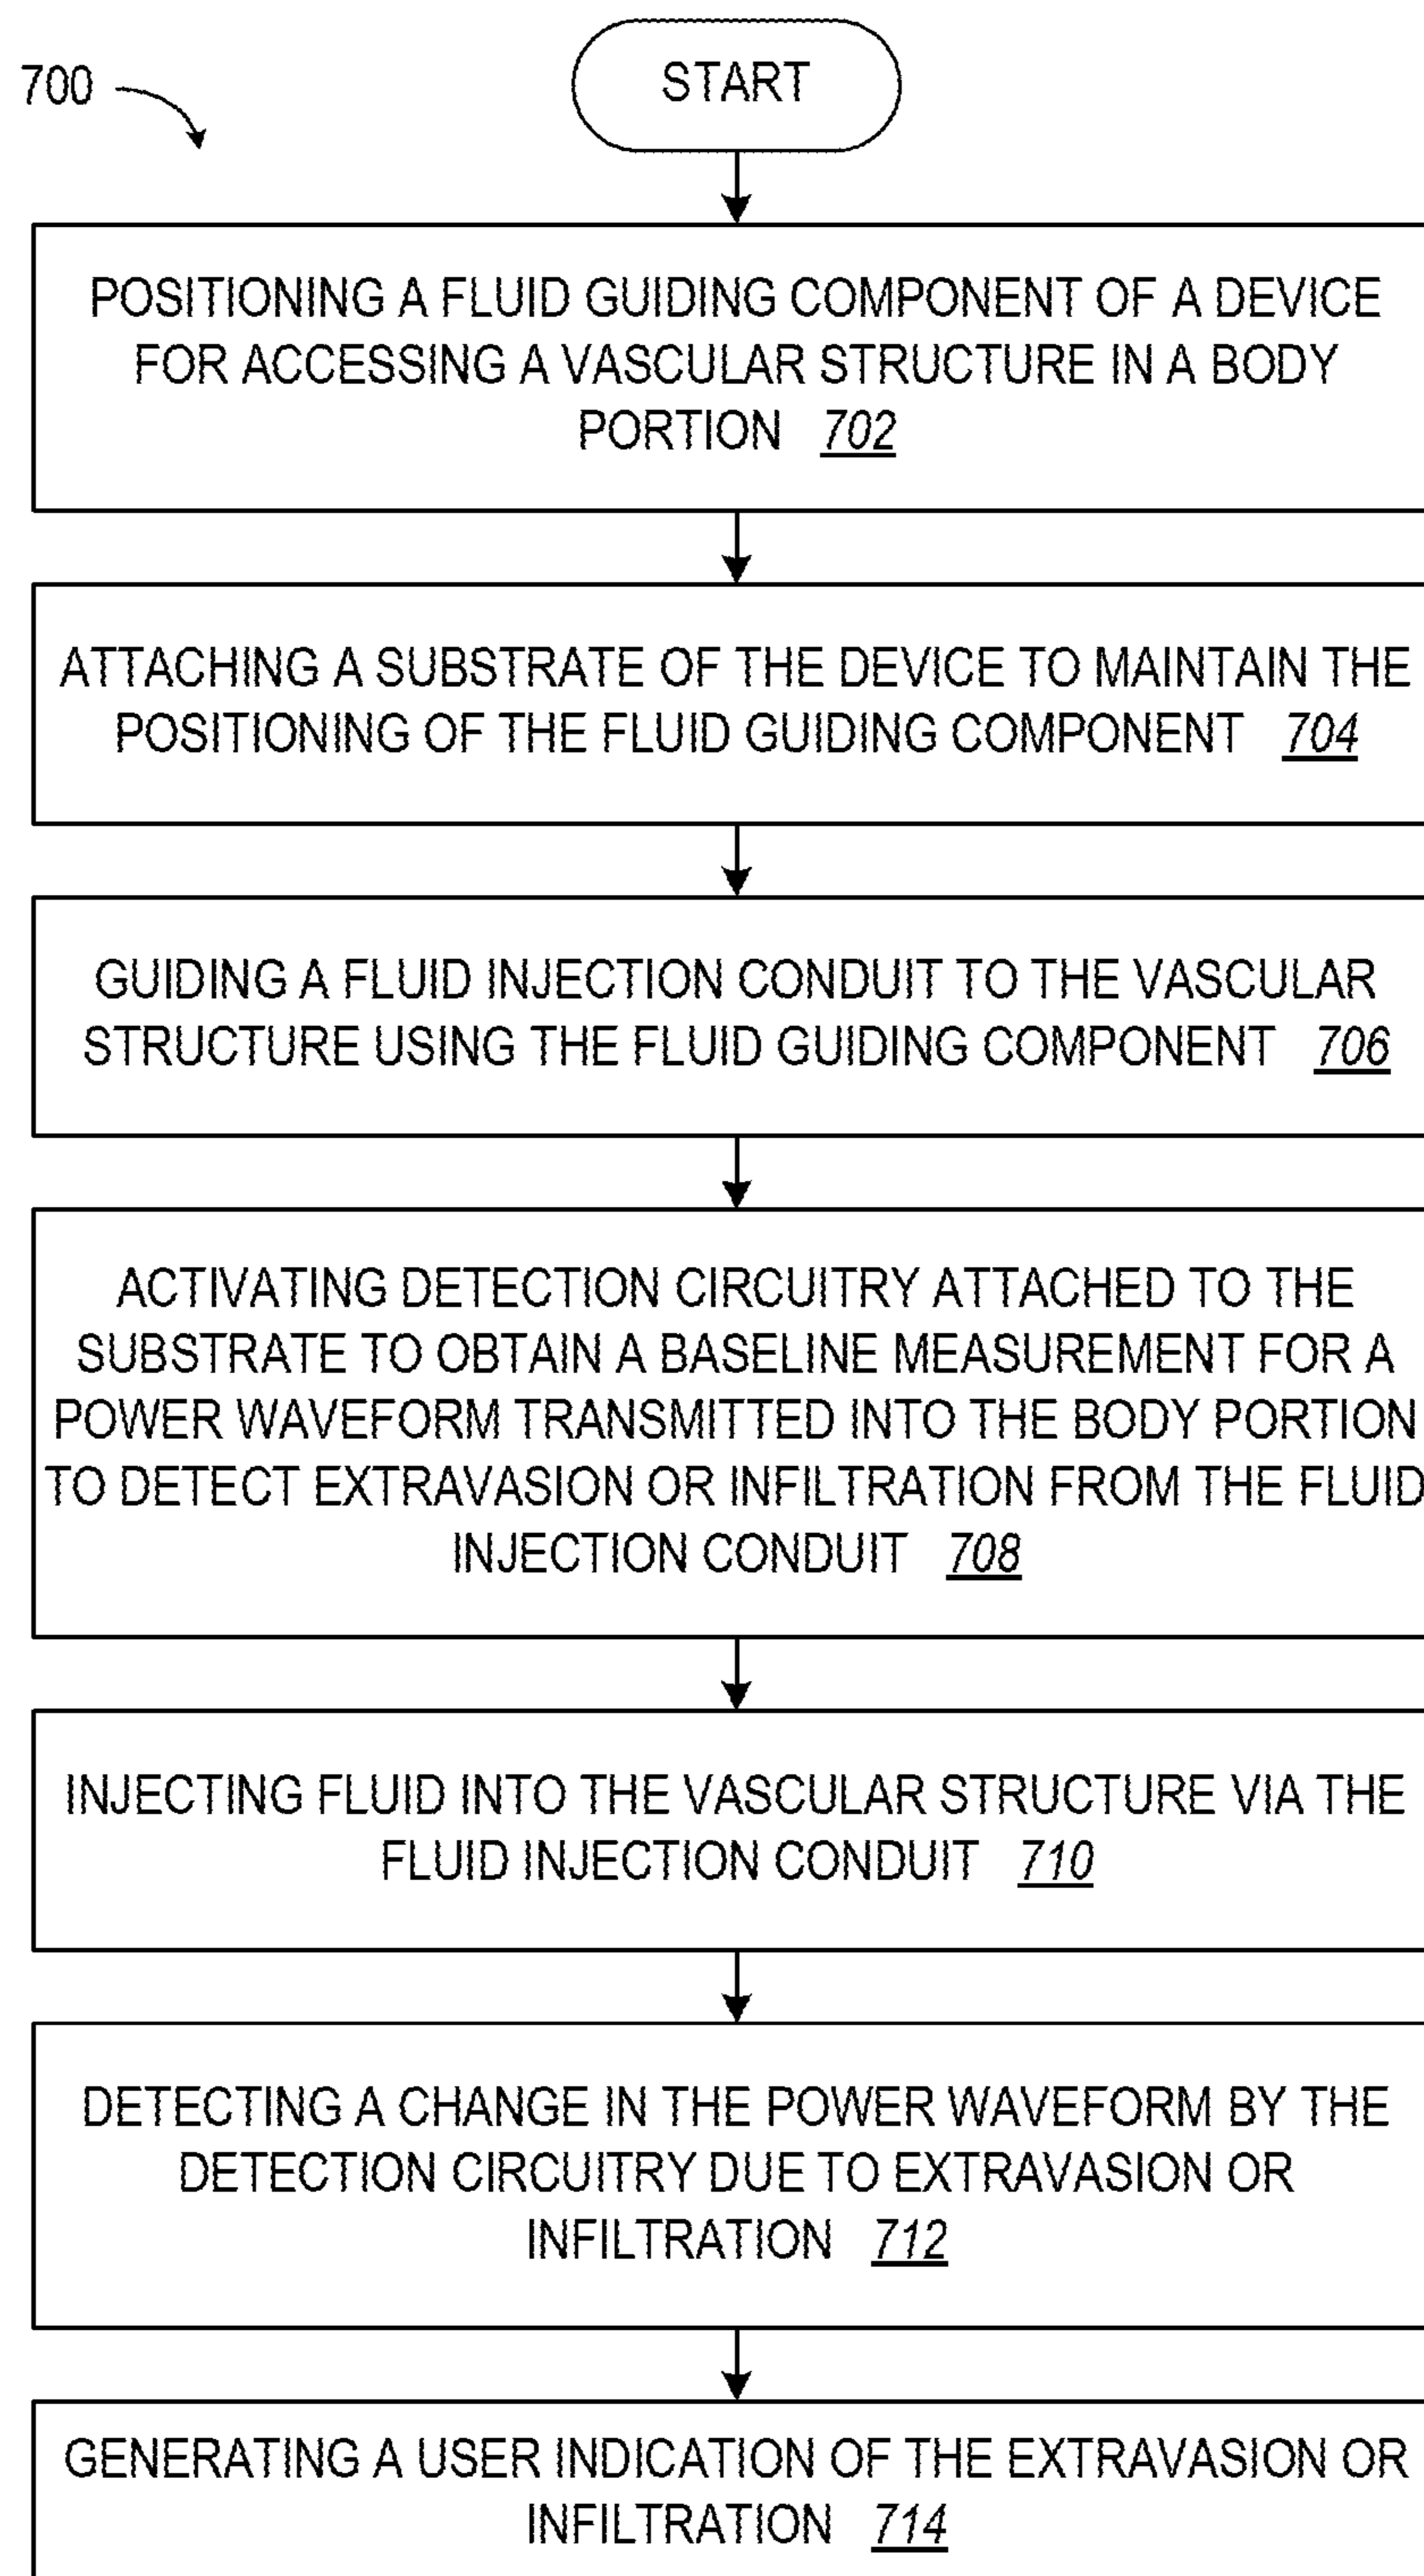 700
START
POSITIONING A FLUID GUIDING COMPONENT OF A DEVICE
FOR ACCESSING A VASCULAR STRUCTURE IN A BODY
PORTION 702
ATTACHING A SUBSTRATE OF THE DEVICE TO MAINTAIN THE
POSITIONING OF THE FLUID GUIDING COMPONENT 704
GUIDING A FLUID INJECTION CONDUIT TO THE VASCULAR
STRUCTURE USING THE FLUID GUIDING COMPONENT 706
ACTIVATING DETECTION CIRCUITRY ATTACHED TO THE
SUBSTRATE TO OBTAIN A BASELINE MEASUREMENT FOR A
POWER WAVEFORM TRANSMITTED INTO THE BODY PORTION
TO DETECT EXTRAVASION OR INFILTRATION FROM THE FLUID
INJECTION CONDUIT 708
INJECTING FLUID INTO THE VASCULAR STRUCTURE VIA THE
FLUID INJECTION CONDUIT 710
DETECTING A CHANGE IN THE POWER WAVEFORM BY THE
DETECTION CIRCUITRY DUE TO EXTRAVASION OR
INFILTRATION 712
GENERATING A USER INDICATION OF THE EXTRAVASION OR
INFILTRATION 714